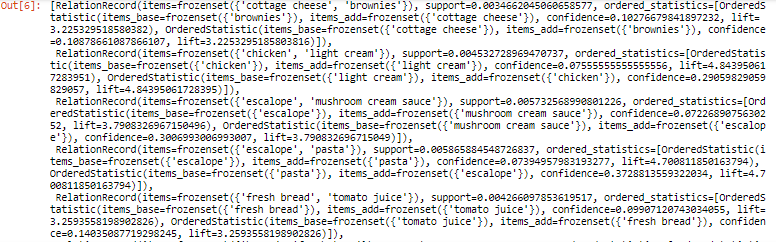 Out[6]: [RelationRecord(items=frozenset({'cottage cheese', 'brownies'}), support=0.0034662045060658577, ordered_statistics=[OrderedStati
stic(items_base=frozenset({'brownies'}), items_add=frozenset({'cottage cheese'}), confidence=0.10276679841897232, lift=
3.225329518580382), OrderedStatistic(items_base=frozenset({'cottage cheese'}), items_add=frozenset({'brownies'}), confidence
=0.10878661087866107, lift=3.2253295185803816)]),
RelationRecord(items=frozenset({'chicken', 'light cream'}), support=0.004532728969470737, ordered_statistics=[OrderedStatis
tic(items_base=frozenset({'chicken'}), items_add=frozenset({'light cream'}), confidence=0.07555555555555556, lift=4.84395061
7283951), OrderedStatistic(items_base=frozenset({'light cream'}), items_add=frozenset({'chicken'}), confidence=0.29059829059
829057, lift=4.84395061728395)]),
RelationRecord(items=frozenset({'escalope', 'mushroom cream sauce'}), support=0.005732568990801226, ordered_statistics=[Ord
eredStatistic(items_base=frozenset({'escalope'}), items_add=frozenset({'mushroom cream sauce'}), confidence=0.07226890756302
52, lift=3.7908326967150496), OrderedStatistic(items_base=frozenset({'mushroom cream sauce'}), items_add=frozenset({'escalop
e'}), confidence=0.3006993006993007, lift=3.790832696715049)]),
RelationRecord(items=frozenset({'escalope', 'pasta'}), support=0.005865884548726837, ordered_statistics=[OrderedStatistic(i
tems_base=frozenset({'escalope'}), items_add=frozenset({'pasta'}), confidence=0.07394957983193277, lift=4.700811850163794),
OrderedStatistic(items_base=frozenset({'pasta'}), items_add=frozenset({'escalope'}), confidence=0.3728813559322034, lift=4.7
00811850163794)]),
RelationRecord(items=frozenset({'fresh bread', 'tomato juice'}), support=0.004266097853619517, ordered_statistics=[OrderedS
tatistic(items_base=frozenset({'fresh bread'}), items_add=frozenset({'tomato juice'}), confidence=0.09907120743034055, lift=
3.2593558198902826), OrderedStatistic(items_base=frozenset({'tomato juice'}), items_add=frozenset({'fresh bread'}), confiden
ce=0.14035087719298245, lift=3.2593558198902826)]),